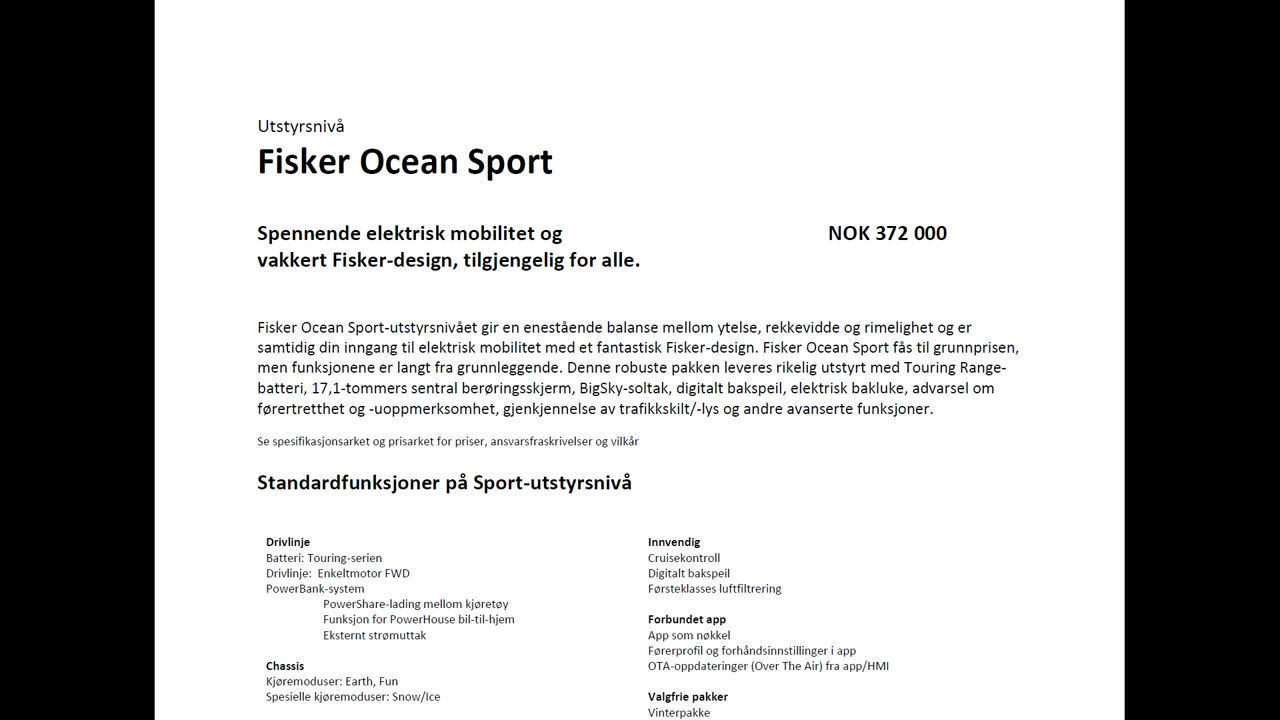 Utstyrsnivå
Fisker Ocean Sport
Spennende elektrisk mobilitet og
vakkert Fisker-design, tilgjengelig for alle.
NOK 372 000
Fisker Ocean Sport-utstyrsnivået gir en enestående balanse mellom ytelse, rekkevidde og rimelighet og er
samtidig din inngang til elektrisk mobilitet med et fantastisk Fisker-design. Fisker Ocean Sport fås til grunnprisen,
men funksjonene er langt fra grunnleggende. Denne robuste pakken leveres rikelig utstyrt med Touring Range-
batteri, 17,1-tommers sentral berøringsskjerm, BigSky-soltak, digitalt bakspeil, elektrisk bakluke, advarsel om
førertretthet og -uoppmerksomhet, gjenkjennelse av trafikkskilt/-lys og andre avanserte funksjoner.
Se spesifikasjonsarket og prisarket for priser, ansvarsfraskrivelser og vilkår
Standardfunksjoner på Sport-utstyrsnivå
Drivlinje
Batteri: Touring-serien
Drivlinje: Enkeltmotor FWD
PowerBank-system
PowerShare-lading mellom kjøretøy
Funksjon for PowerHouse bil-til-hjem
Eksternt strømuttak
Chassis
Kjøremoduser: Earth, Fun
Spesielle kjøremoduser: Snow/Ice
Innvendig
Cruisekontroll
Digitalt bakspeil
Førsteklasses luftfiltrering
Forbundet app
App som nøkkel
Førerprofil og forhåndsinnstillinger i app
OTA-oppdateringer (Over The Air) fra app/HMI
Valgfrie pakker
Vinterpakke